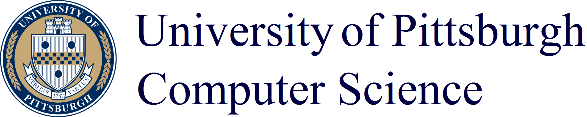 UNIVERSITY OF
PITTSBURGH
University of Pittsburgh
Computer Science